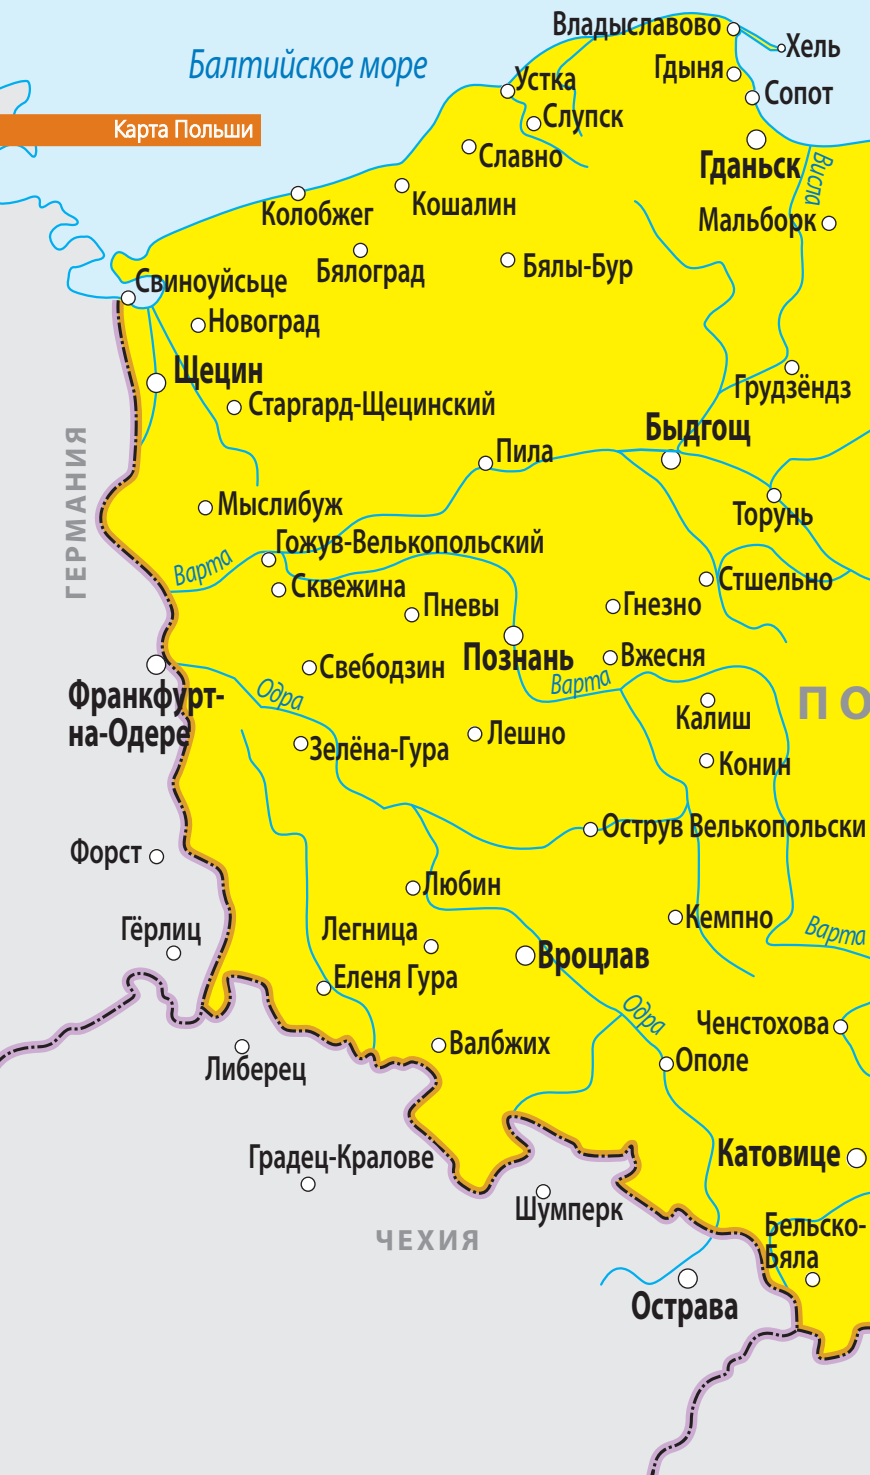 Владыславово
Хель
Балтийское море
Гдыня
Устка
Сопот
Слупск
Карта Польши
Славно
Гданьск
Висла
Кошалин
Колобжег
Мальборк
Бялоград
Бялы-Бур
Свиноуйсьце
Новоград
Щецин
Грудзёндз
Старгард-Щецинский
Быдгощ
Пила
ГЕРМАНИЯ
Мыслибуж
Торунь
Гожув-Велькопольский
Варта
Стшельно
Сквежина
Пневы
Гнезно
Познань
Вжесня
Свебодзин
Варта
Франкфурт-
на-Одере
Одра
ПО
Калиш
Лешно
Зелёна-Гура
Конин
Острув Велькопольски
Форст
Любин
Кемпно
Гёрлиц
Легница
Варта
Вроцлав
Еленя Гура
Одра
Ченстохова
Валбжих
Ополе
Либерец
Катовице
Градец-Кралове
Шумперк
Бельско-
Бяла
ЧЕХИЯ
Острава